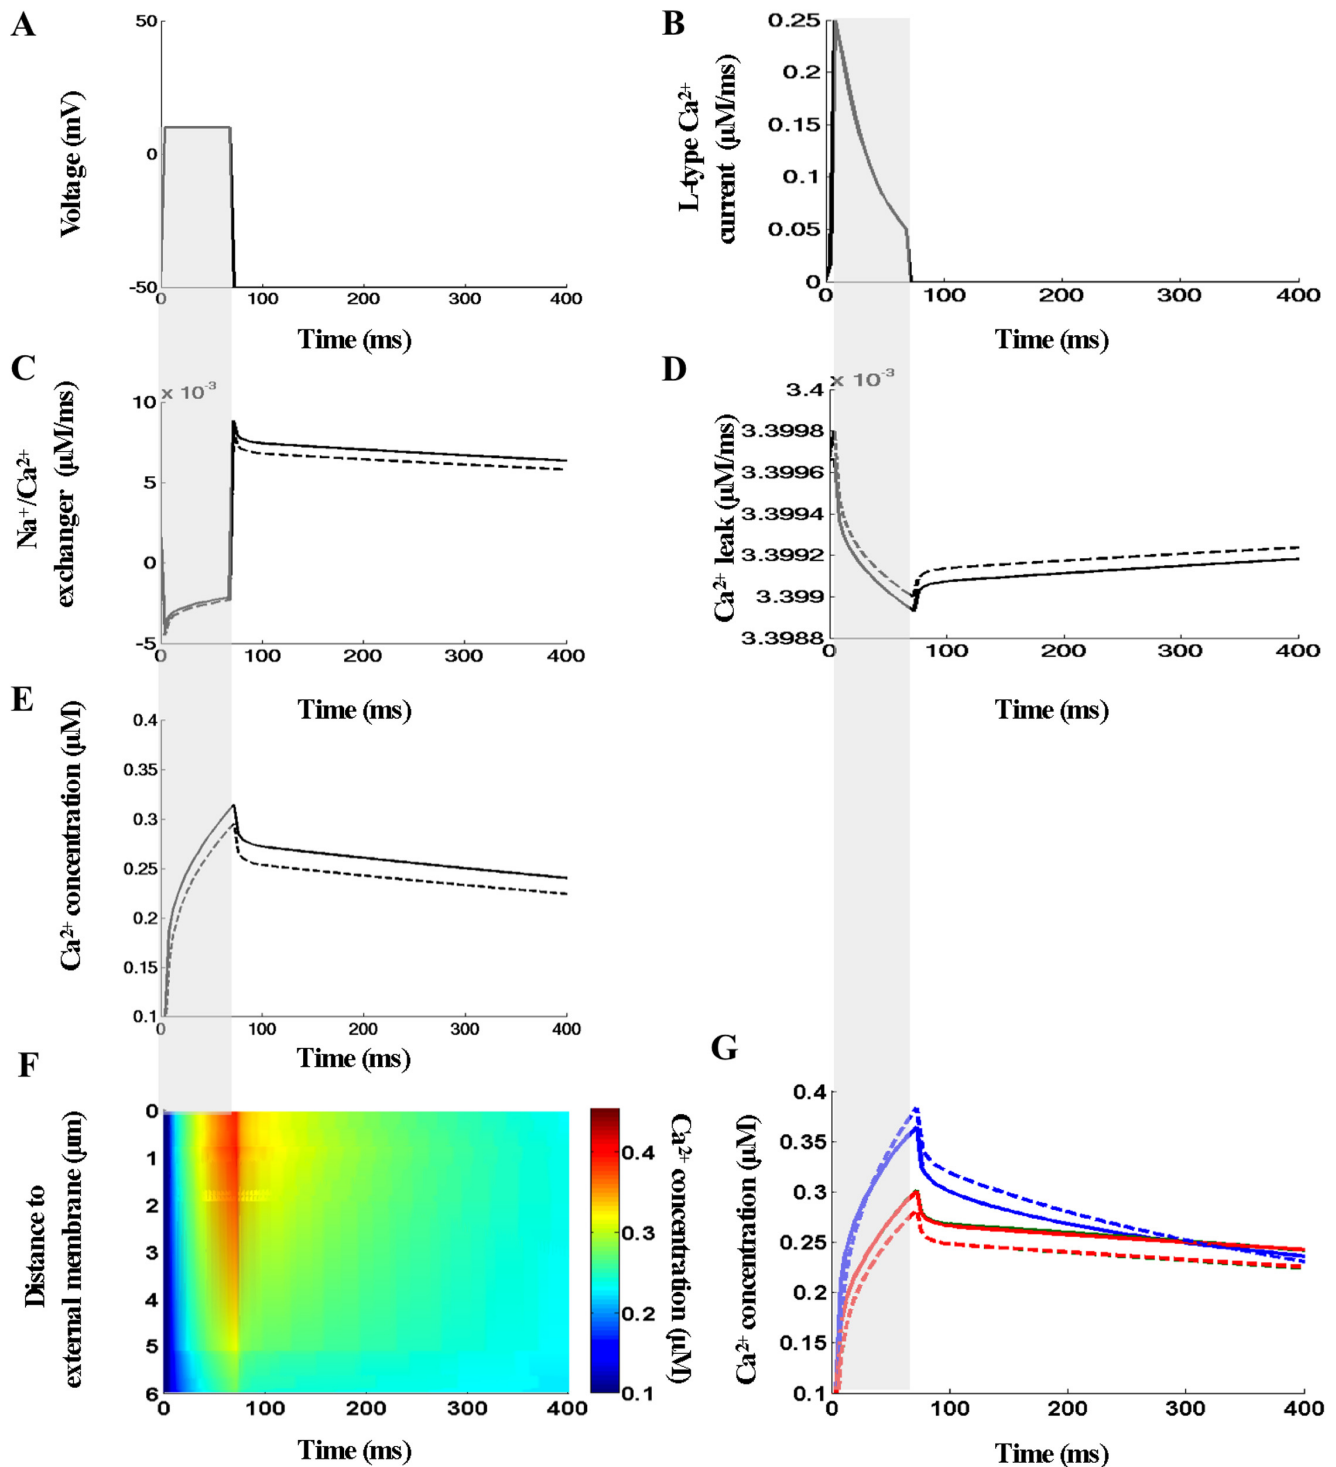 A
50
0
-50
0
100
200
300
400
Voltage (mV)
Time (ms)
B
0.25
0.2
0.15
0.1
0.05
0
0
100
200
300
400
L-type Ca²⁺
current (μM/ms)
Time (ms)
C
x 10⁻³
10
5
0
-5
0
100
200
300
400
Na⁺/Ca²⁺
exchanger (μM/ms)
Time (ms)
D
x 10⁻³
3.4
3.3998
3.3996
3.3994
3.3992
3.399
3.3988
0
100
200
300
400
Ca²⁺ leak (μM/ms)
Time (ms)
E
0.4
0.35
0.3
0.25
0.2
0.15
0.1
0
100
200
300
400
Ca²⁺ concentration (μM)
Time (ms)
F
0
1
2
3
4
5
6
0
100
200
300
400
Distance to
external membrane (μm)
Time (ms)
0.4
0.3
0.2
0.1
Ca²⁺ concentration (μM)
G
0.4
0.35
0.3
0.25
0.2
0.15
0.1
0
100
200
300
400
Ca²⁺ concentration (μM)
Time (ms)